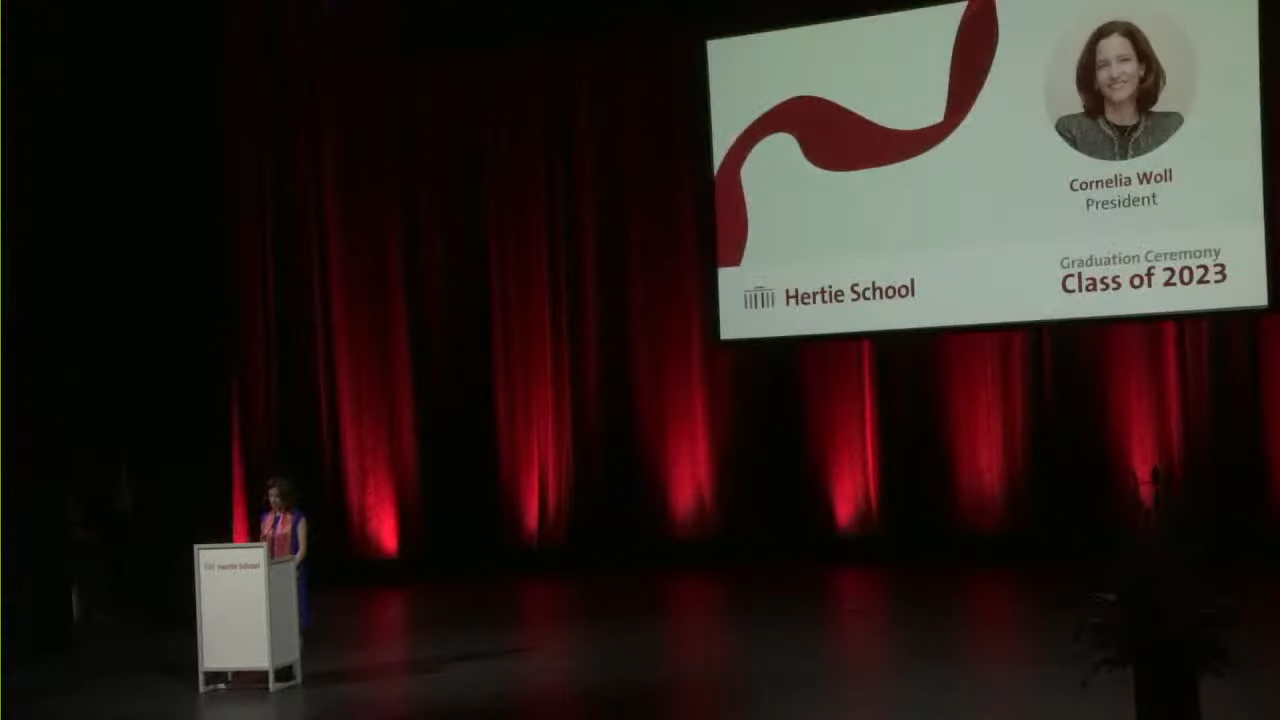 Cornelia Woll
President
Graduation Ceremony
Class of 2023
Hertie School
Hertie School